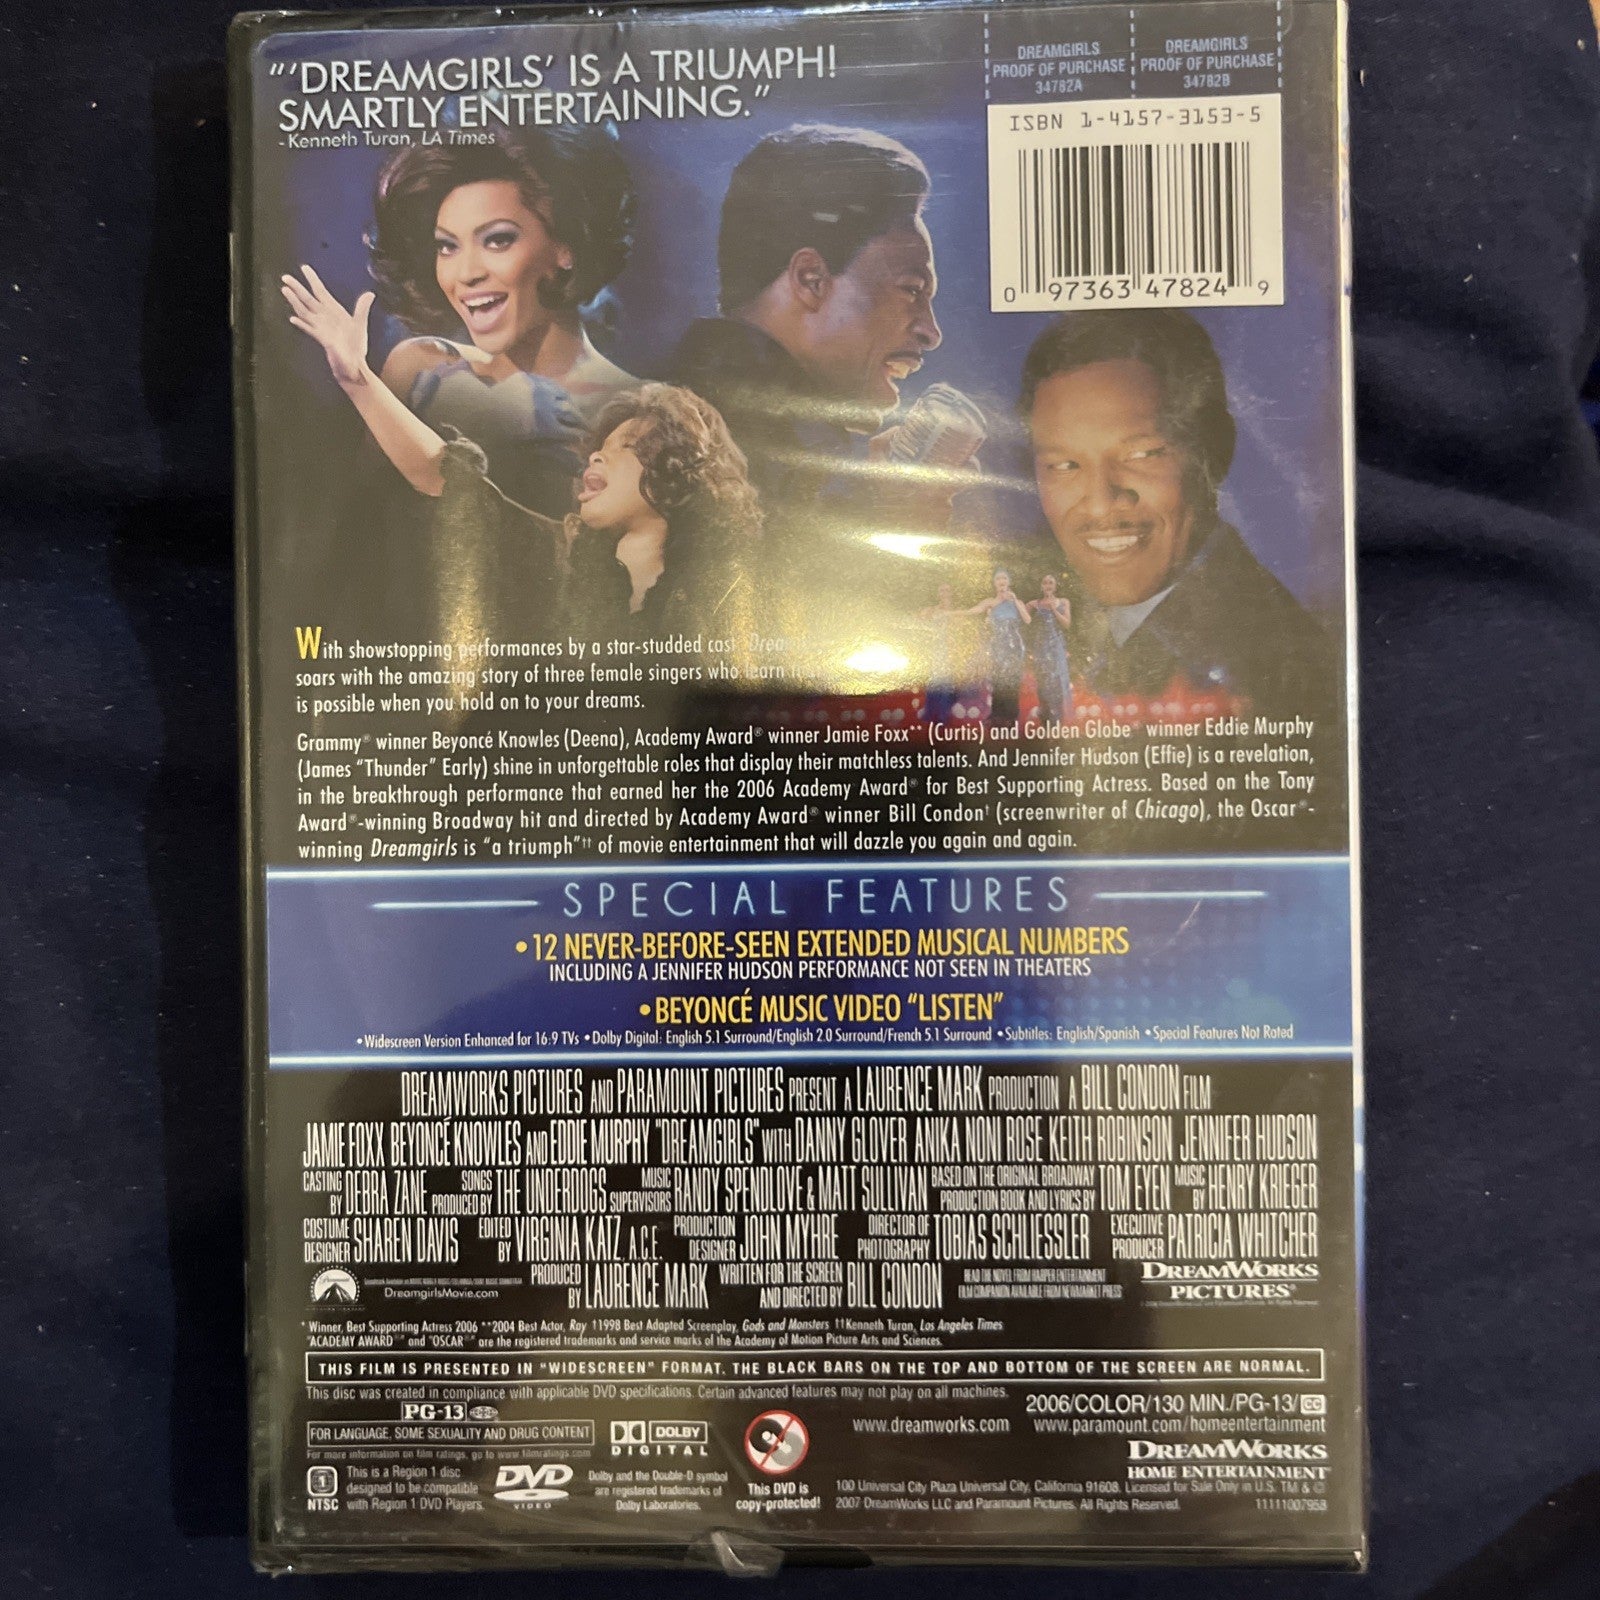 "'DREAMGIRLS' IS A TRIUMPH!
SMARTLY ENTERTAINING."
- Kenneth Turan, LA Times
DREAMGIRLS
PROOF OF PURCHASE
34782A
DREAMGIRLS
PROOF OF PURCHASE
34782B
ISBN 1-4157-3153-5
0 97363 47824 9
With showstopping performances by a star-studded cast, Dream
soars with the amazing story of three female singers who learn
is possible when you hold on to your dreams.
Grammy® winner Beyoncé Knowles (Deena), Academy Award® winner Jamie Foxx** (Curtis) and Golden Globe® winner Eddie Murphy
(James "Thunder" Early) shine in unforgettable roles that display their matchless talents. And Jennifer Hudson (Effie) is a revelation,
in the breakthrough performance that earned her the 2006 Academy Award® for Best Supporting Actress. Based on the Tony
Award®-winning Broadway hit and directed by Academy Award® winner Bill Condon† (screenwriter of Chicago), the Oscar®-
winning Dreamgirls is "a triumph"†† of movie entertainment that will dazzle you again and again.
SPECIAL FEATURES
• 12 NEVER-BEFORE-SEEN EXTENDED MUSICAL NUMBERS
INCLUDING A JENNIFER HUDSON PERFORMANCE NOT SEEN IN THEATERS
• BEYONCÉ MUSIC VIDEO "LISTEN"
• Widescreen Version Enhanced for 16:9 TVs • Dolby Digital: English 5.1 Surround/English 2.0 Surround/French 5.1 Surround • Subtitles: English/Spanish • Special Features Not Rated
DREAMWORKS PICTURES AND PARAMOUNT PICTURES PRESENT A LAURENCE MARK PRODUCTION A BILL CONDON FILM
JAMIE FOXX BEYONCÉ KNOWLES AND EDDIE MURPHY "DREAMGIRLS" WITH DANNY GLOVER ANIKA NONI ROSE KEITH ROBINSON JENNIFER HUDSON
CASTING BY DEBRA ZANE SONGS PRODUCED BY THE UNDERDOGS MUSIC SUPERVISORS RANDY SPENDLOVE & MATT SULLIVAN BASED ON THE ORIGINAL BROADWAY PRODUCTION BOOK AND LYRICS BY TOM EYEN MUSIC BY HENRY KRIEGER
COSTUME DESIGNER SHAREN DAVIS EDITED BY VIRGINIA KATZ, A.C.E. PRODUCTION DESIGNER JOHN MYHRE DIRECTOR OF PHOTOGRAPHY TOBIAS SCHLIESSLER EXECUTIVE PRODUCER PATRICIA WHITCHER
Paramount
DreamgirlsMovie.com
PRODUCED BY LAURENCE MARK WRITTEN FOR THE SCREEN AND DIRECTED BY BILL CONDON
READ THE NOVEL FROM HARPER ENTERTAINMENT
FILM COMPANION AVAILABLE FROM NEWMARKET PRESS
DREAMWORKS
PICTURES®
* Winner, Best Supporting Actress 2006 **2004 Best Actor, Ray †1998 Best Adapted Screenplay, Gods and Monsters ††Kenneth Turan, Los Angeles Times
"ACADEMY AWARD®" and "OSCAR®" are the registered trademarks and service marks of the Academy of Motion Picture Arts and Sciences.
THIS FILM IS PRESENTED IN "WIDESCREEN" FORMAT. THE BLACK BARS ON THE TOP AND BOTTOM OF THE SCREEN ARE NORMAL.
This disc was created in compliance with applicable DVD specifications. Certain advanced features may not play on all machines.
2006/COLOR/130 MIN./PG-13/CC
PG-13
FOR LANGUAGE, SOME SEXUALITY AND DRUG CONTENT
For more information on film ratings, go to www.filmratings.com
DOLBY
DIGITAL
www.dreamworks.com www.paramount.com/homeentertainment
DREAMWORKS
HOME ENTERTAINMENT
1
NTSC
This is a Region 1 disc
designed to be compatible
with Region 1 DVD Players.
DVD
VIDEO
Dolby and the Double-D symbol
are registered trademarks of
Dolby Laboratories.
This DVD is
copy-protected!
100 Universal City Plaza Universal City, California 91608. Licensed for Sale Only in U.S. TM & ©
2007 DreamWorks LLC and Paramount Pictures. All Rights Reserved.
11111007958